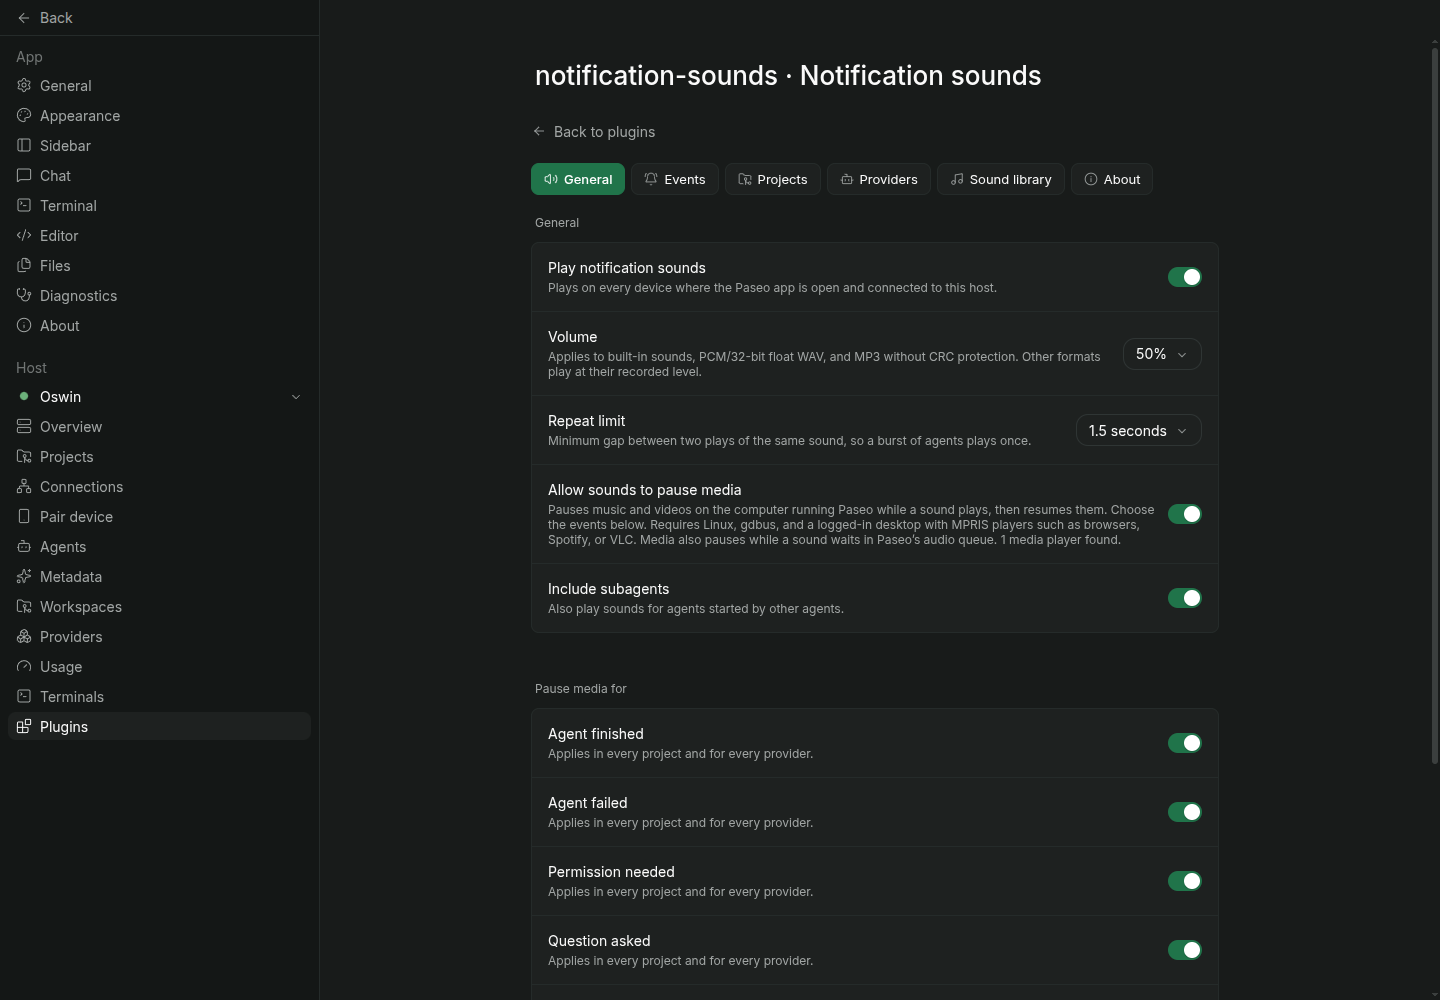 Back
App
General
Appearance
Sidebar
Chat
Terminal
Editor
Files
Diagnostics
About
Host
Oswin
Overview
Projects
Connections
Pair device
Agents
Metadata
Workspaces
Providers
Usage
Terminals
Plugins
notification-sounds · Notification sounds
Back to plugins
General
Events
Projects
Providers
Sound library
About
General
Play notification sounds
Plays on every device where the Paseo app is open and connected to this host.
Volume
Applies to built-in sounds, PCM/32-bit float WAV, and MP3 without CRC protection. Other formats
play at their recorded level.
50%
Repeat limit
Minimum gap between two plays of the same sound, so a burst of agents plays once.
1.5 seconds
Allow sounds to pause media
Pauses music and videos on the computer running Paseo while a sound plays, then resumes them. Choose
the events below. Requires Linux, gdbus, and a logged-in desktop with MPRIS players such as browsers,
Spotify, or VLC. Media also pauses while a sound waits in Paseo’s audio queue. 1 media player found.
Include subagents
Also play sounds for agents started by other agents.
Pause media for
Agent finished
Applies in every project and for every provider.
Agent failed
Applies in every project and for every provider.
Permission needed
Applies in every project and for every provider.
Question asked
Applies in every project and for every provider.